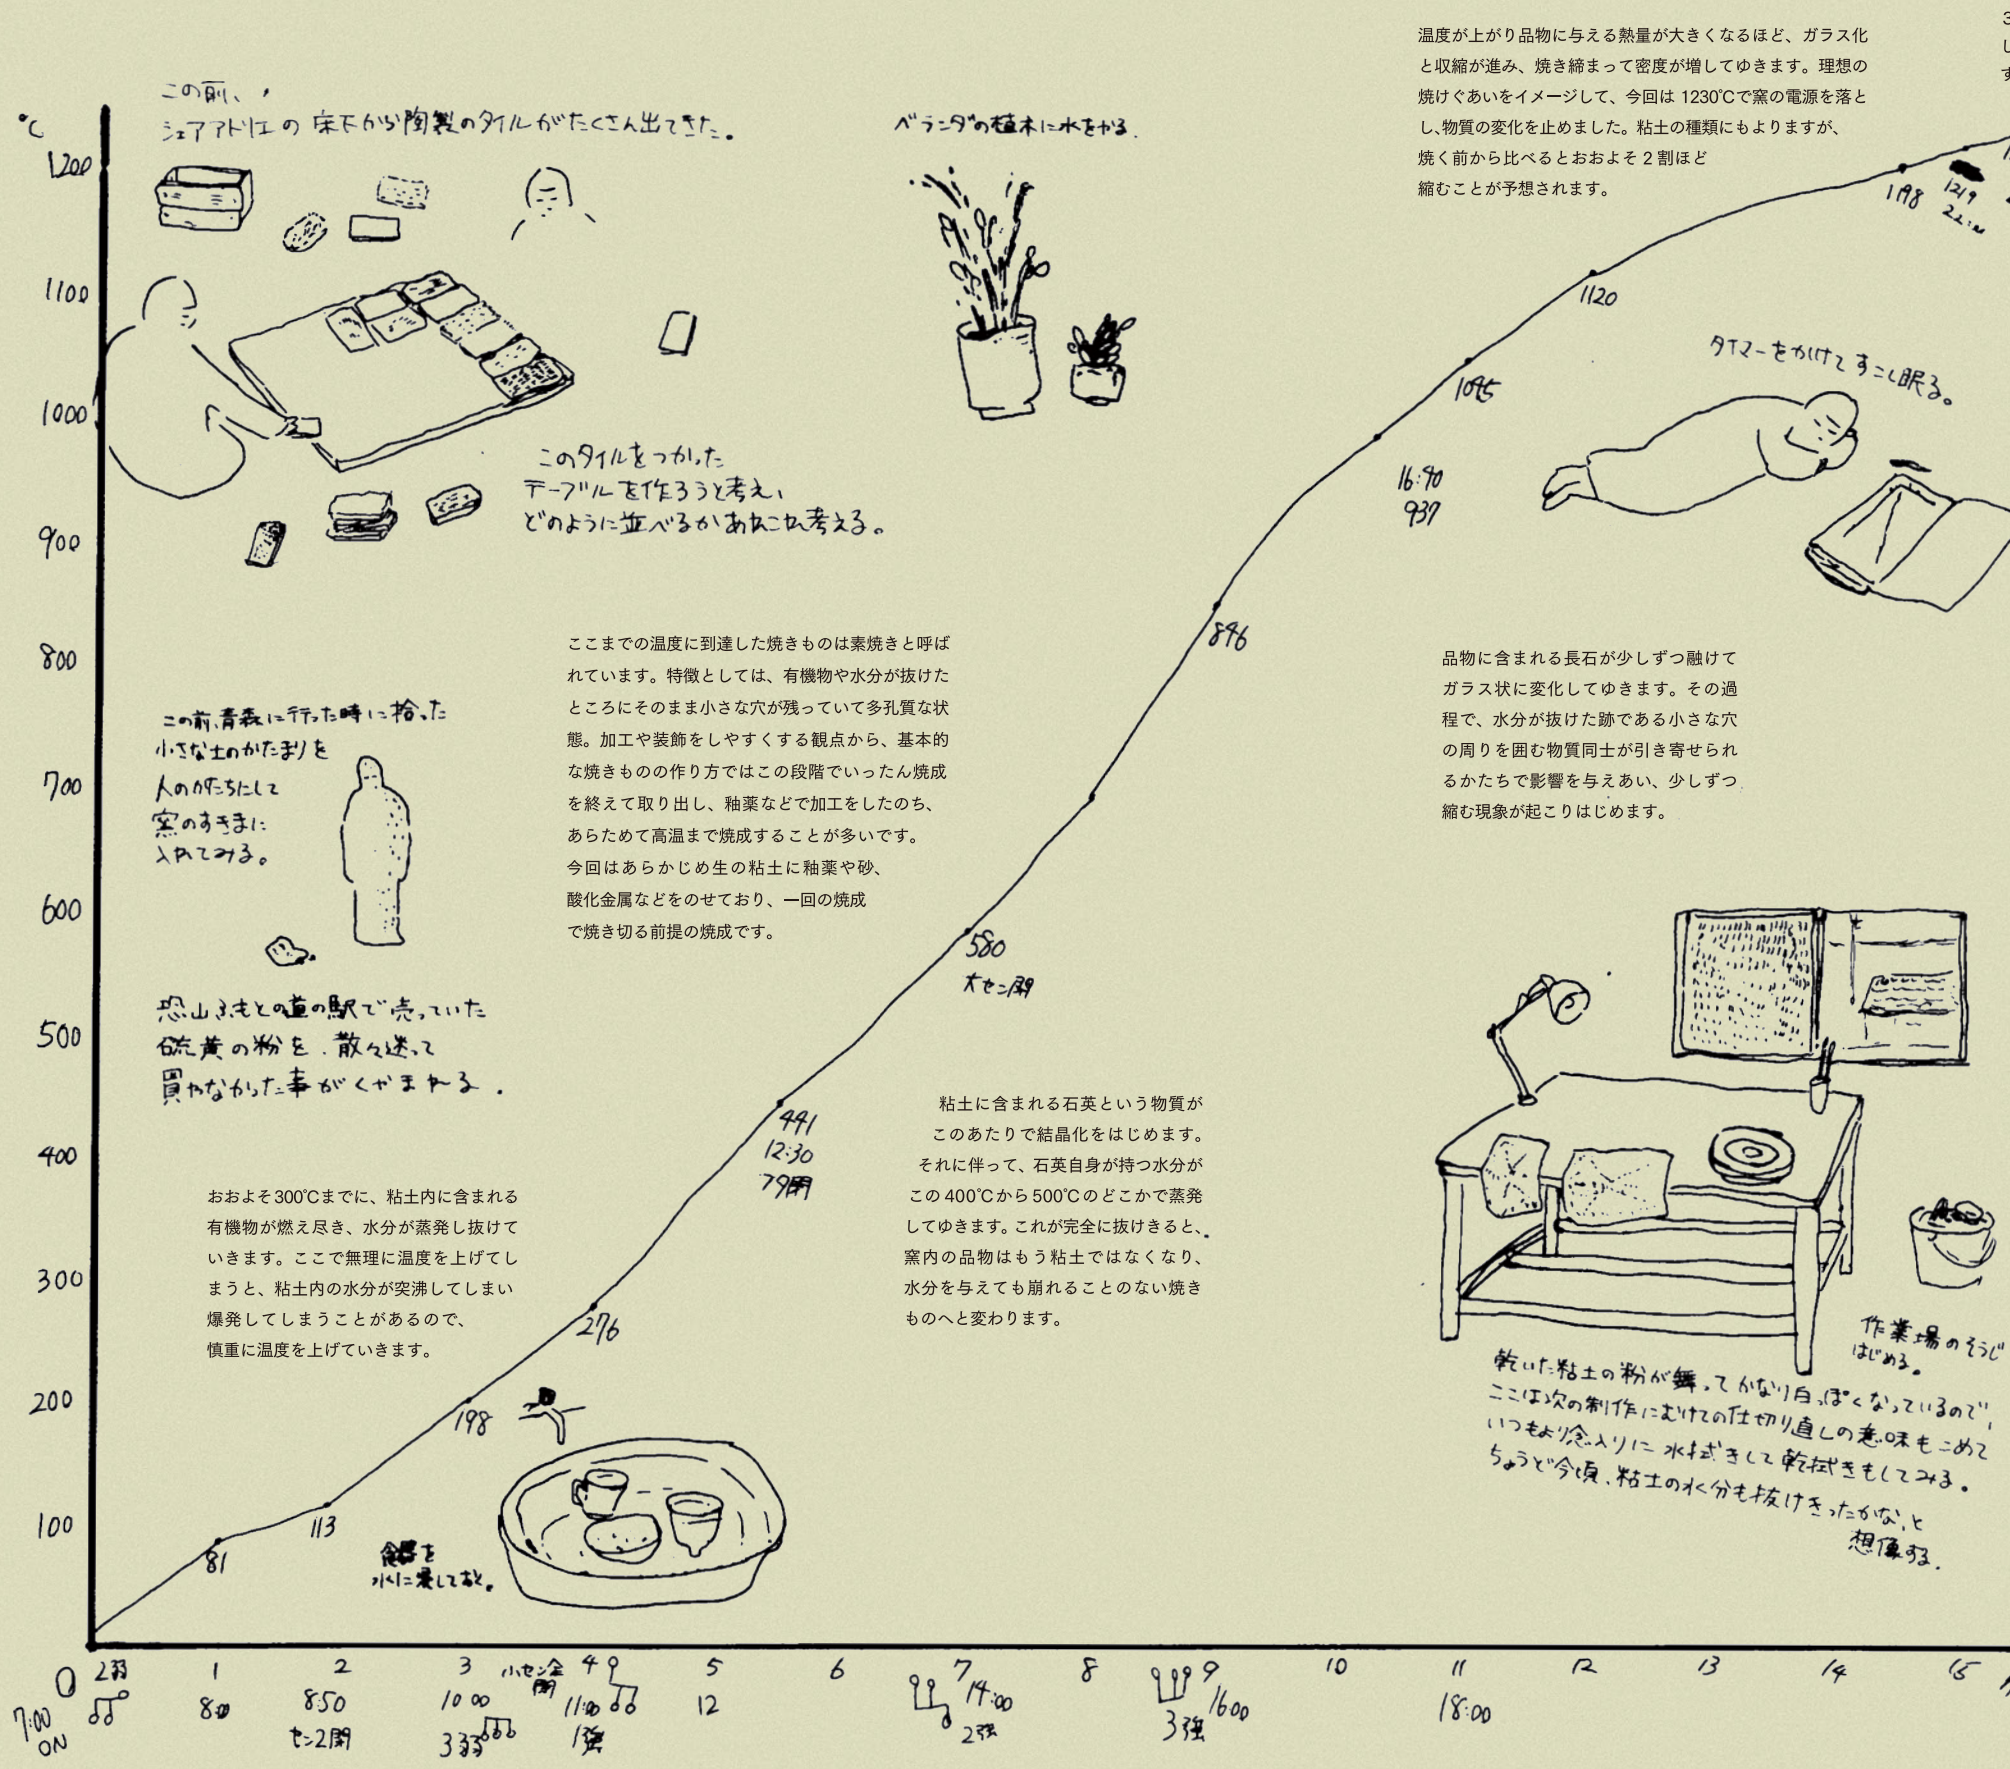 温度が上がり品物に与える熱量が大きくなるほど、ガラス化
と収縮が進み、焼き締まって密度が増してゆきます。理想の
焼けぐあいをイメージして、今回は 1230℃で窯の電源を落と
し、物質の変化を止めました。粘土の種類にもよりますが、
焼く前から比べるとおおよそ 2 割ほど
縮むことが予想されます。
この前、
シェアアトリエの床下から陶製のタイルがたくさん出てきた。
ベランダの植木に水をやる.
℃
1200
1100
1000
900
800
700
600
500
400
300
200
100
0
このタイルをつかった
テーブルを作ろうと考え、
どのように並べるかあれこれ考える。
タイマーをかけてすこし眠る。
ここまでの温度に到達した焼きものは素焼きと呼ば
れています。特徴としては、有機物や水分が抜けた
ところにそのまま小さな穴が残っていて多孔質な状
態。加工や装飾をしやすくする観点から、基本的
な焼きものの作り方ではこの段階でいったん焼成
を終えて取り出し、釉薬などで加工をしたのち、
あらためて高温まで焼成することが多いです。
今回はあらかじめ生の粘土に釉薬や砂、
酸化金属などをのせており、一回の焼成
で焼き切る前提の焼成です。
品物に含まれる長石が少しずつ融けて
ガラス状に変化してゆきます。その過
程で、水分が抜けた跡である小さな穴
の周りを囲む物質同士が引き寄せられ
るかたちで影響を与えあい、少しずつ
縮む現象が起こりはじめます。
この前、青森に行った時に拾った
小さな土のかたまりを
人のかたちにして
窯のすきまに
入れてみる。
恐山ふもとの道の駅で売っていた
硫黄の粉を、散々迷って
買わなかった事がくやまれる.
おおよそ300℃までに、粘土内に含まれる
有機物が燃え尽き、水分が蒸発し抜けて
いきます。ここで無理に温度を上げてし
まうと、粘土内の水分が突沸してしまい
爆発してしまうことがあるので、
慎重に温度を上げていきます。
粘土に含まれる石英という物質が
このあたりで結晶化をはじめます。
それに伴って、石英自身が持つ水分が
この400℃から500℃のどこかで蒸発
してゆきます。これが完全に抜けきると、
窯内の品物はもう粘土ではなくなり、
水分を与えても崩れることのない焼き
ものへと変わります。
作業場のそうじ
はじめる。
乾いた粘土の粉が舞ってかなり白っぽくなっているので、
ここは次の制作にむけての仕切り直しの意味もこめて
いつもより念入りに水拭きして乾拭きもしてみる。
ちょうど今頃、粘土の水分も抜けきったかな、と
想像する.
食器を
水に浸しておく。
81
113
198
276
441
12:30
580
大セン閉
846
16:40
937
1120
1198
1219
2弱
1
2
3
小セン全
閉
4
5
6
7
8
9
10
11
12
13
14
15
7:00
ON
8:00
8:50
セン2閉
10:00
3弱
11:00
1強
12
14:00
2強
16:00
3強
18:00